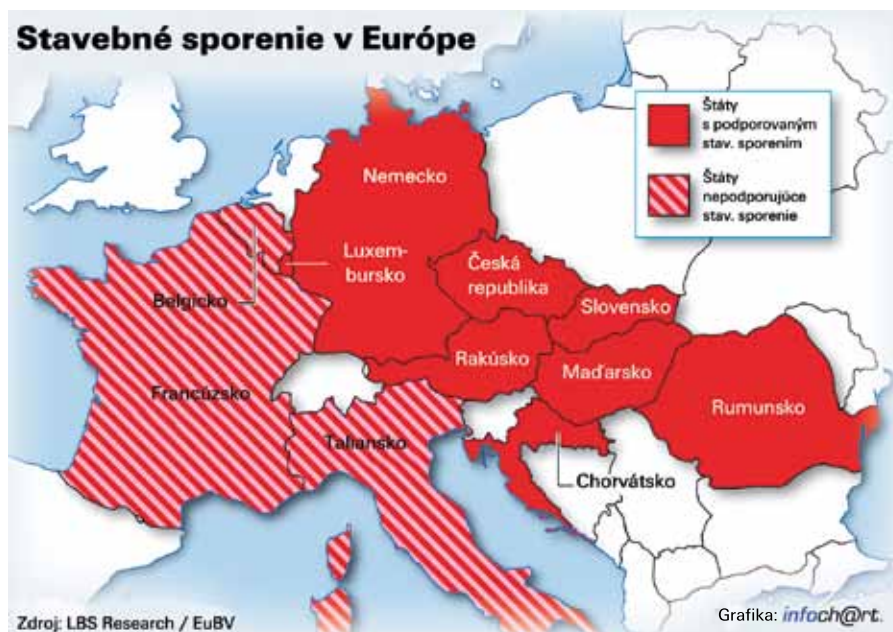 Stavebné sporenie v Európe
Štáty
s podporovaným
stav. sporením
Štáty
nepodporujúce
stav. sporenie
Nemecko
Luxem-
bursko
Česká
republika
Belgicko
Slovensko
Rakúsko
Maďarsko
Francúzsko
Rumunsko
Taliansko
Chorvátsko
Zdroj: LBS Research / EuBV
Grafika: infoch@rt.